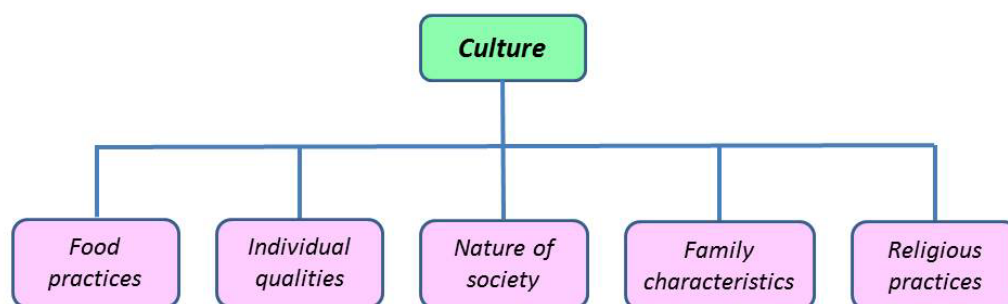 Culture
Food
practices
Individual
qualities
Nature of
society
Family
characteristics
Religious
practices